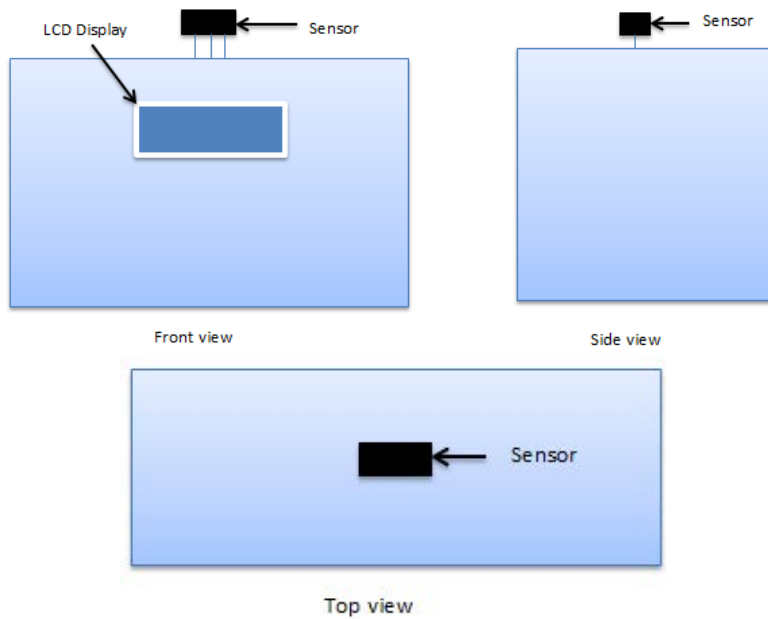 LCD Display
Sensor
Sensor
Front view
Side view
Sensor
Top view